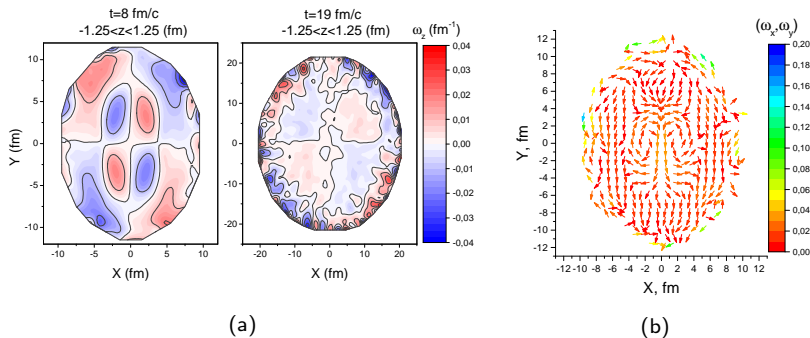 t=8 fm/c
-1.25<z<1.25 (fm)
t=19 fm/c
-1.25<z<1.25 (fm)
ω_z (fm⁻¹)
10
5
0
-5
-10
Y (fm)
-10 -5 0 5 10
X (fm)
20
10
0
-10
-20
-20 -10 0 10 20
X (fm)
0,04
0,03
0,02
0,01
0,00
-0,01
-0,02
-0,03
-0,04
(a)
(ω_x,ω_y)
12
10
8
6
4
2
0
-2
-4
-6
-8
-10
-12
Y, fm
-12 -10 -8 -6 -4 -2 0 2 4 6 8 10 12
X, fm
0,20
0,18
0,16
0,14
0,12
0,10
0,08
0,06
0,04
0,02
0,00
(b)